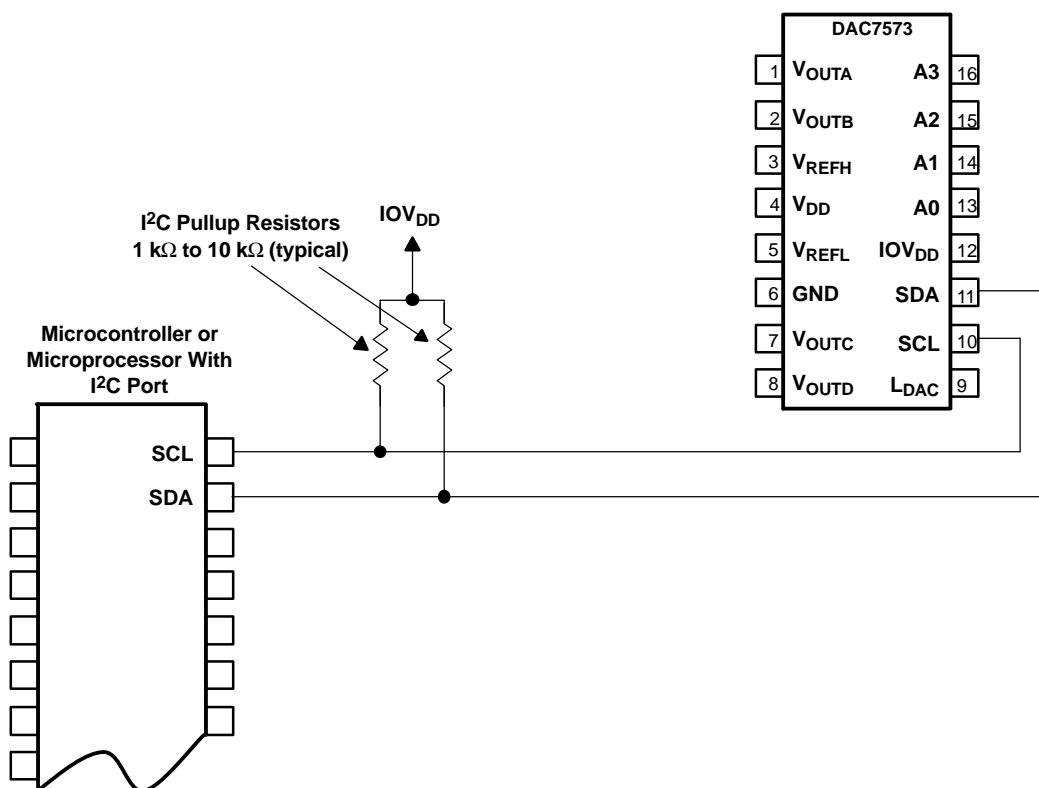 DAC7573
1 VOUTA A3 16
2 VOUTB A2 15
3 VREFH A1 14
4 VDD A0 13
5 VREFL IOVDD 12
6 GND SDA 11
7 VOUTC SCL 10
8 VOUTD LDAC 9
I2C Pullup Resistors
1 kΩ to 10 kΩ (typical)
IOVDD
Microcontroller or
Microprocessor With
I2C Port
SCL
SDA